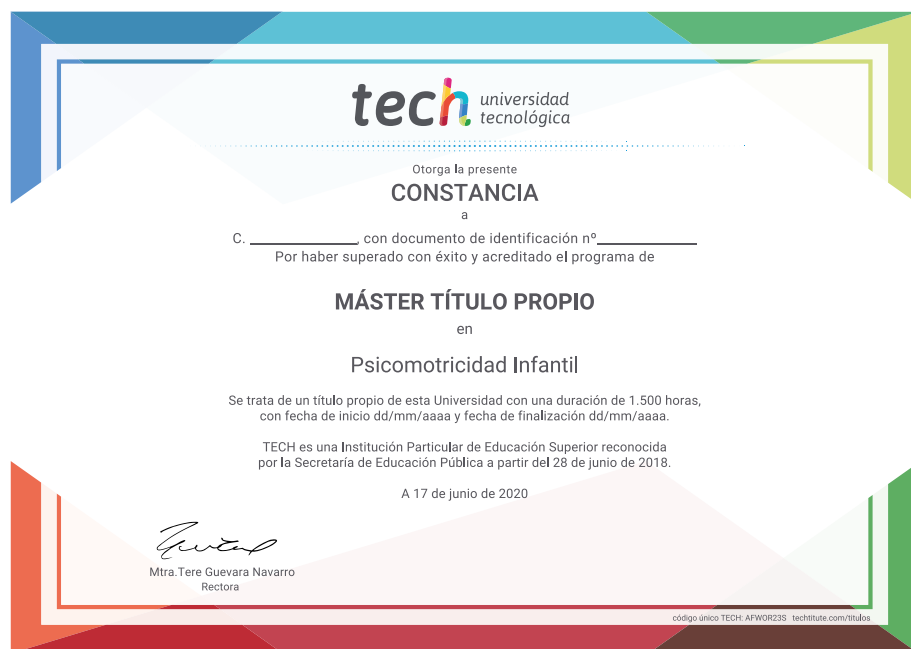 tech universidad
tecnológica
Otorga la presente
CONSTANCIA
a
C. ____________, con documento de identificación nº____________
Por haber superado con éxito y acreditado el programa de
MÁSTER TÍTULO PROPIO
en
Psicomotricidad Infantil
Se trata de un título propio de esta Universidad con una duración de 1.500 horas,
con fecha de inicio dd/mm/aaaa y fecha de finalización dd/mm/aaaa.
TECH es una Institución Particular de Educación Superior reconocida
por la Secretaría de Educación Pública a partir del 28 de junio de 2018.
A 17 de junio de 2020
Mtra.Tere Guevara Navarro
Rectora
código único TECH: AFWOR23S techtitute.com/titulos